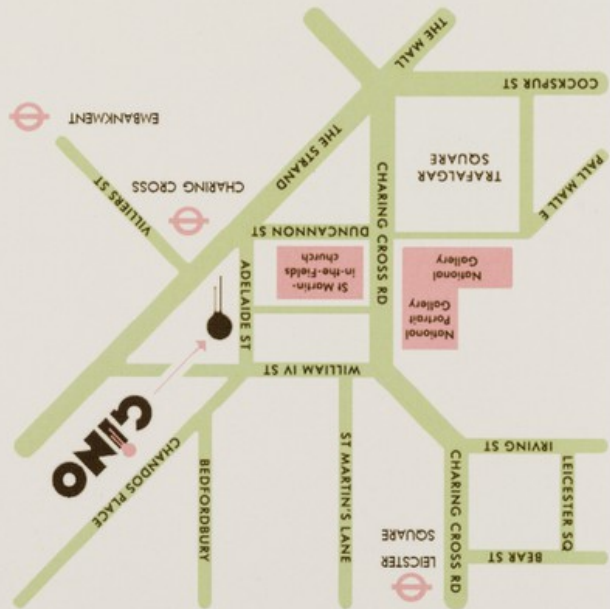 LEICESTER
SQUARE
BEAR ST
LEICESTER SQ
IRVING ST
CHARING CROSS RD
ST MARTIN'S LANE
BEDFORDBURY
CHANDOS PLACE
GINO
WILLIAM IV ST
National
Portrait
Gallery
National
Gallery
CHARING CROSS RD
ADELAIDE ST
St Martin-
in-the-Fields
church
DUNCANNON ST
PALL MALL E
TRAFALGAR
SQUARE
CHARING CROSS
VILLIERS ST
THE STRAND
EMBANKMENT
COCKSPUR ST
THE MALL